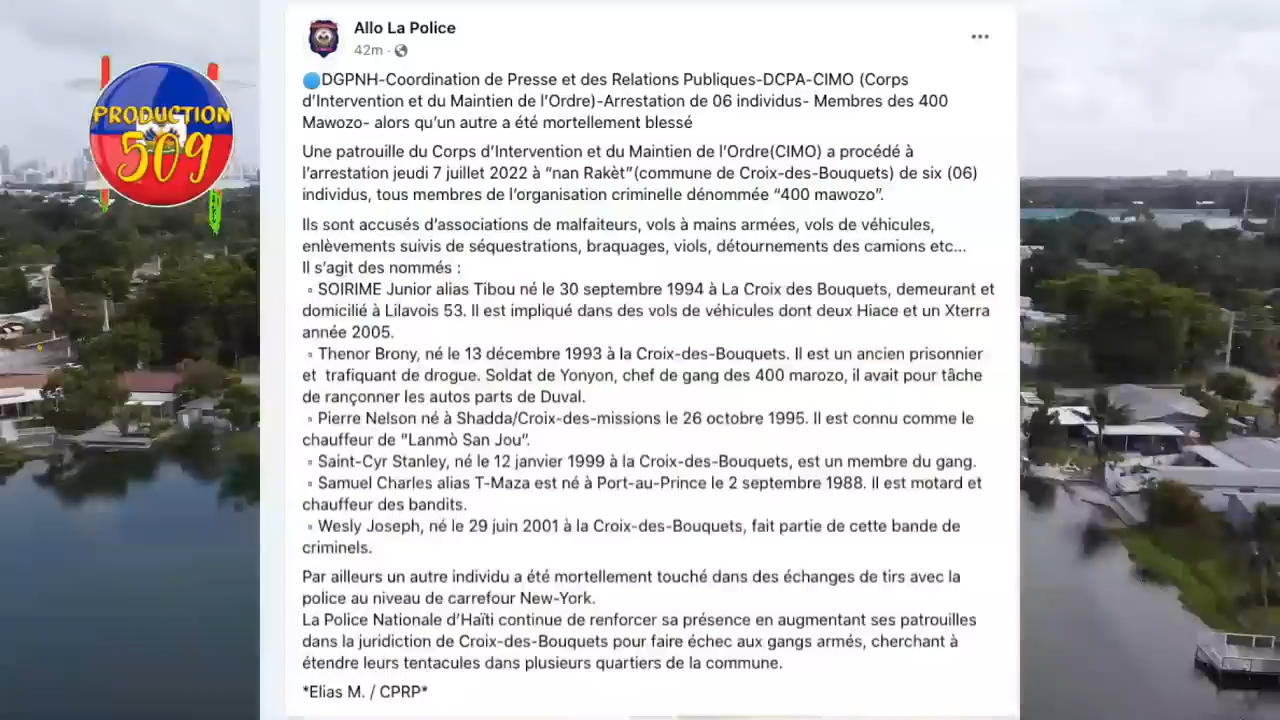 Allo La Police
42m ·
DGPNH-Coordination de Presse et des Relations Publiques-DCPA-CIMO (Corps
d'Intervention et du Maintien de l'Ordre)-Arrestation de 06 individus- Membres des 400
Mawozo- alors qu'un autre a été mortellement blessé
Une patrouille du Corps d'Intervention et du Maintien de l'Ordre(CIMO) a procédé à
l'arrestation jeudi 7 juillet 2022 à "nan Rakèt"(commune de Croix-des-Bouquets) de six (06)
individus, tous membres de l'organisation criminelle dénommée "400 mawozo".
Ils sont accusés d'associations de malfaiteurs, vols à mains armées, vols de véhicules,
enlèvements suivis de séquestrations, braquages, viols, détournements des camions etc...
Il s'agit des nommés :
▫ SOIRIME Junior alias Tibou né le 30 septembre 1994 à La Croix des Bouquets, demeurant et
domicilié à Lilavois 53. Il est impliqué dans des vols de véhicules dont deux Hiace et un Xterra
année 2005.
▫ Thenor Brony, né le 13 décembre 1993 à la Croix-des-Bouquets. Il est un ancien prisonnier
et trafiquant de drogue. Soldat de Yonyon, chef de gang des 400 marozo, il avait pour tâche
de rançonner les autos parts de Duval.
▫ Pierre Nelson né à Shadda/Croix-des-missions le 26 octobre 1995. Il est connu comme le
chauffeur de "Lanmò San Jou".
▫ Saint-Cyr Stanley, né le 12 janvier 1999 à la Croix-des-Bouquets, est un membre du gang.
▫ Samuel Charles alias T-Maza est né à Port-au-Prince le 2 septembre 1988. Il est motard et
chauffeur des bandits.
▫ Wesly Joseph, né le 29 juin 2001 à la Croix-des-Bouquets, fait partie de cette bande de
criminels.
Par ailleurs un autre individu a été mortellement touché dans des échanges de tirs avec la
police au niveau de carrefour New-York.
La Police Nationale d'Haïti continue de renforcer sa présence en augmentant ses patrouilles
dans la juridiction de Croix-des-Bouquets pour faire échec aux gangs armés, cherchant à
étendre leurs tentacules dans plusieurs quartiers de la commune.
*Elias M. / CPRP*
PRODUCTION
509